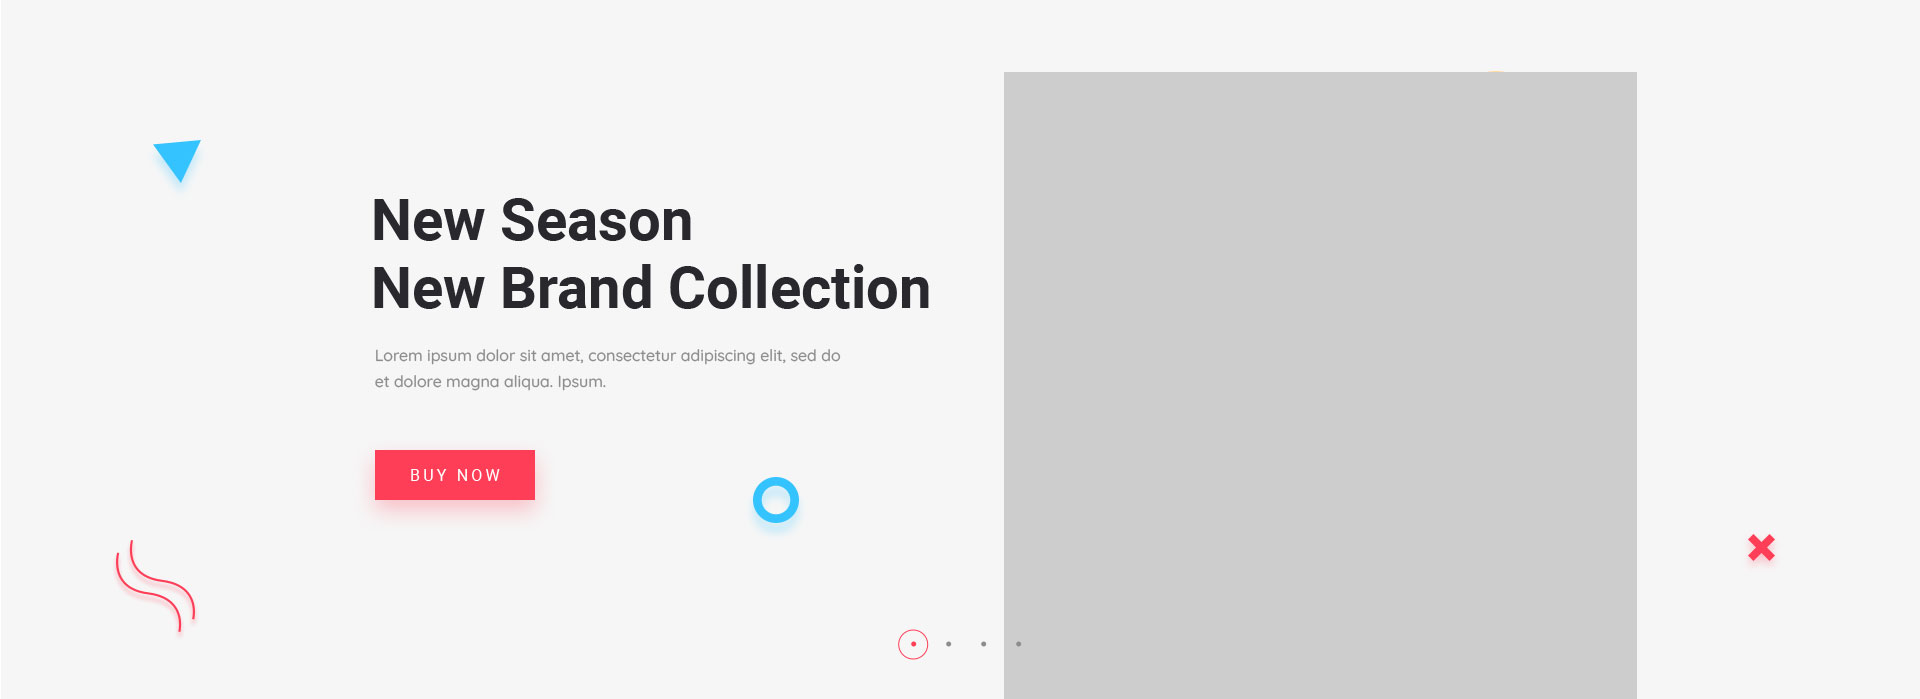 New Season
New Brand Collection
Lorem ipsum dolor sit amet, consectetur adipiscing elit, sed do
et dolore magna aliqua. Ipsum.
BUY NOW